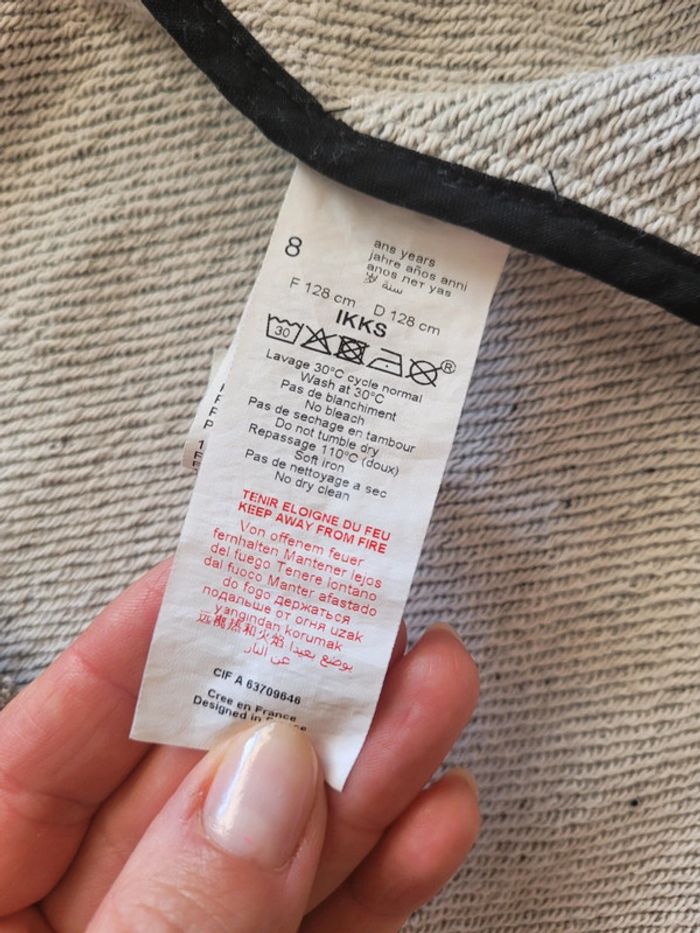 8
ans years
jahre años anni
anos лет yas
سنة 岁
F 128 cm D 128 cm
IKKS
30
®
Lavage 30°C cycle normal
Wash at 30°C
Pas de blanchiment
No bleach
Pas de sechage en tambour
Do not tumble dry
Repassage 110°C (doux)
Soft iron
Pas de nettoyage a sec
No dry clean
TENIR ELOIGNE DU FEU
KEEP AWAY FROM FIRE
Von offenem feuer
fernhalten Mantener lejos
del fuego Tenere lontano
dal fuoco Manter afastado
do fogo держаться
подальше от огня uzak
yangindan korumak
远离热和火焰 يوضع بعيدا
عن النار
CIF A 63709646
Cree en France
Designed in